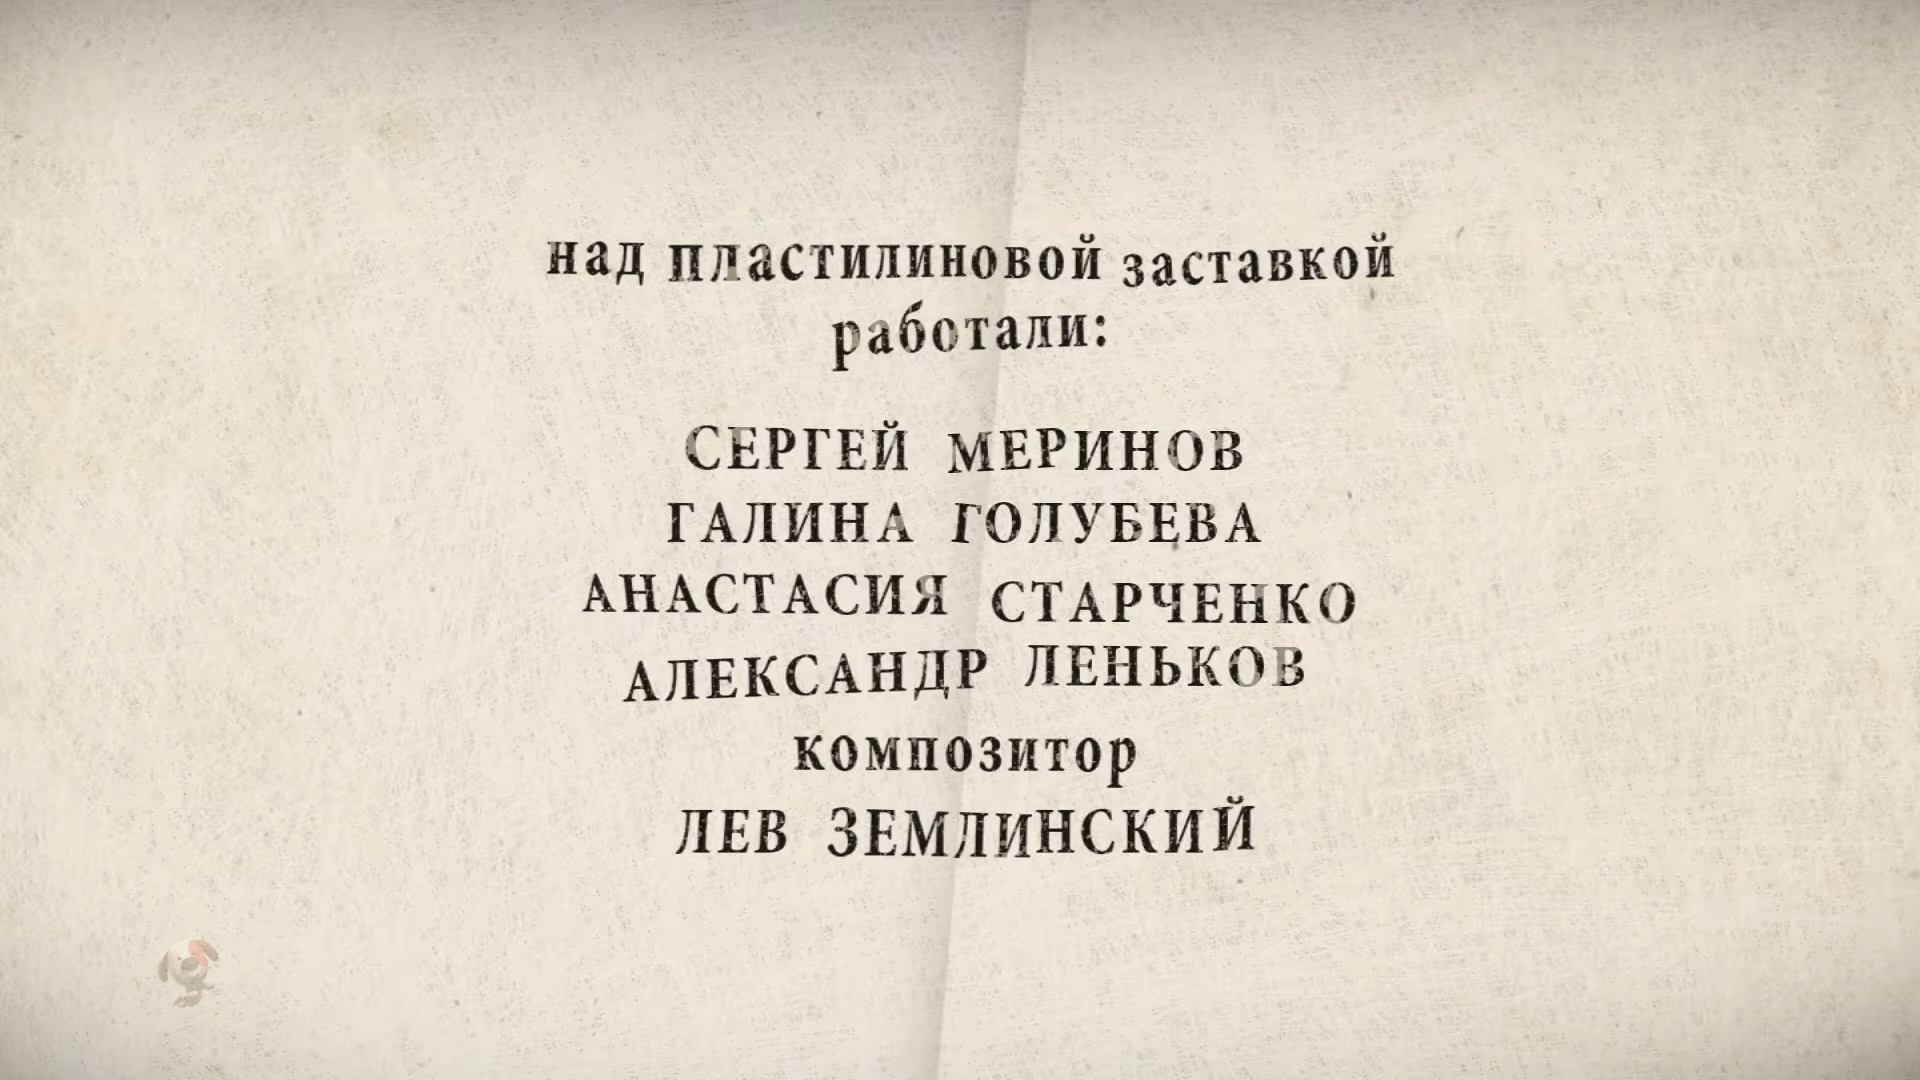 над пластилиновой заставкой
работали:
СЕРГЕЙ МЕРИНОВ
ГАЛИНА ГОЛУБЕВА
АНАСТАСИЯ СТАРЧЕНКО
АЛЕКСАНДР ЛЕНЬКОВ
композитор
ЛЕВ ЗЕМЛИНСКИЙ